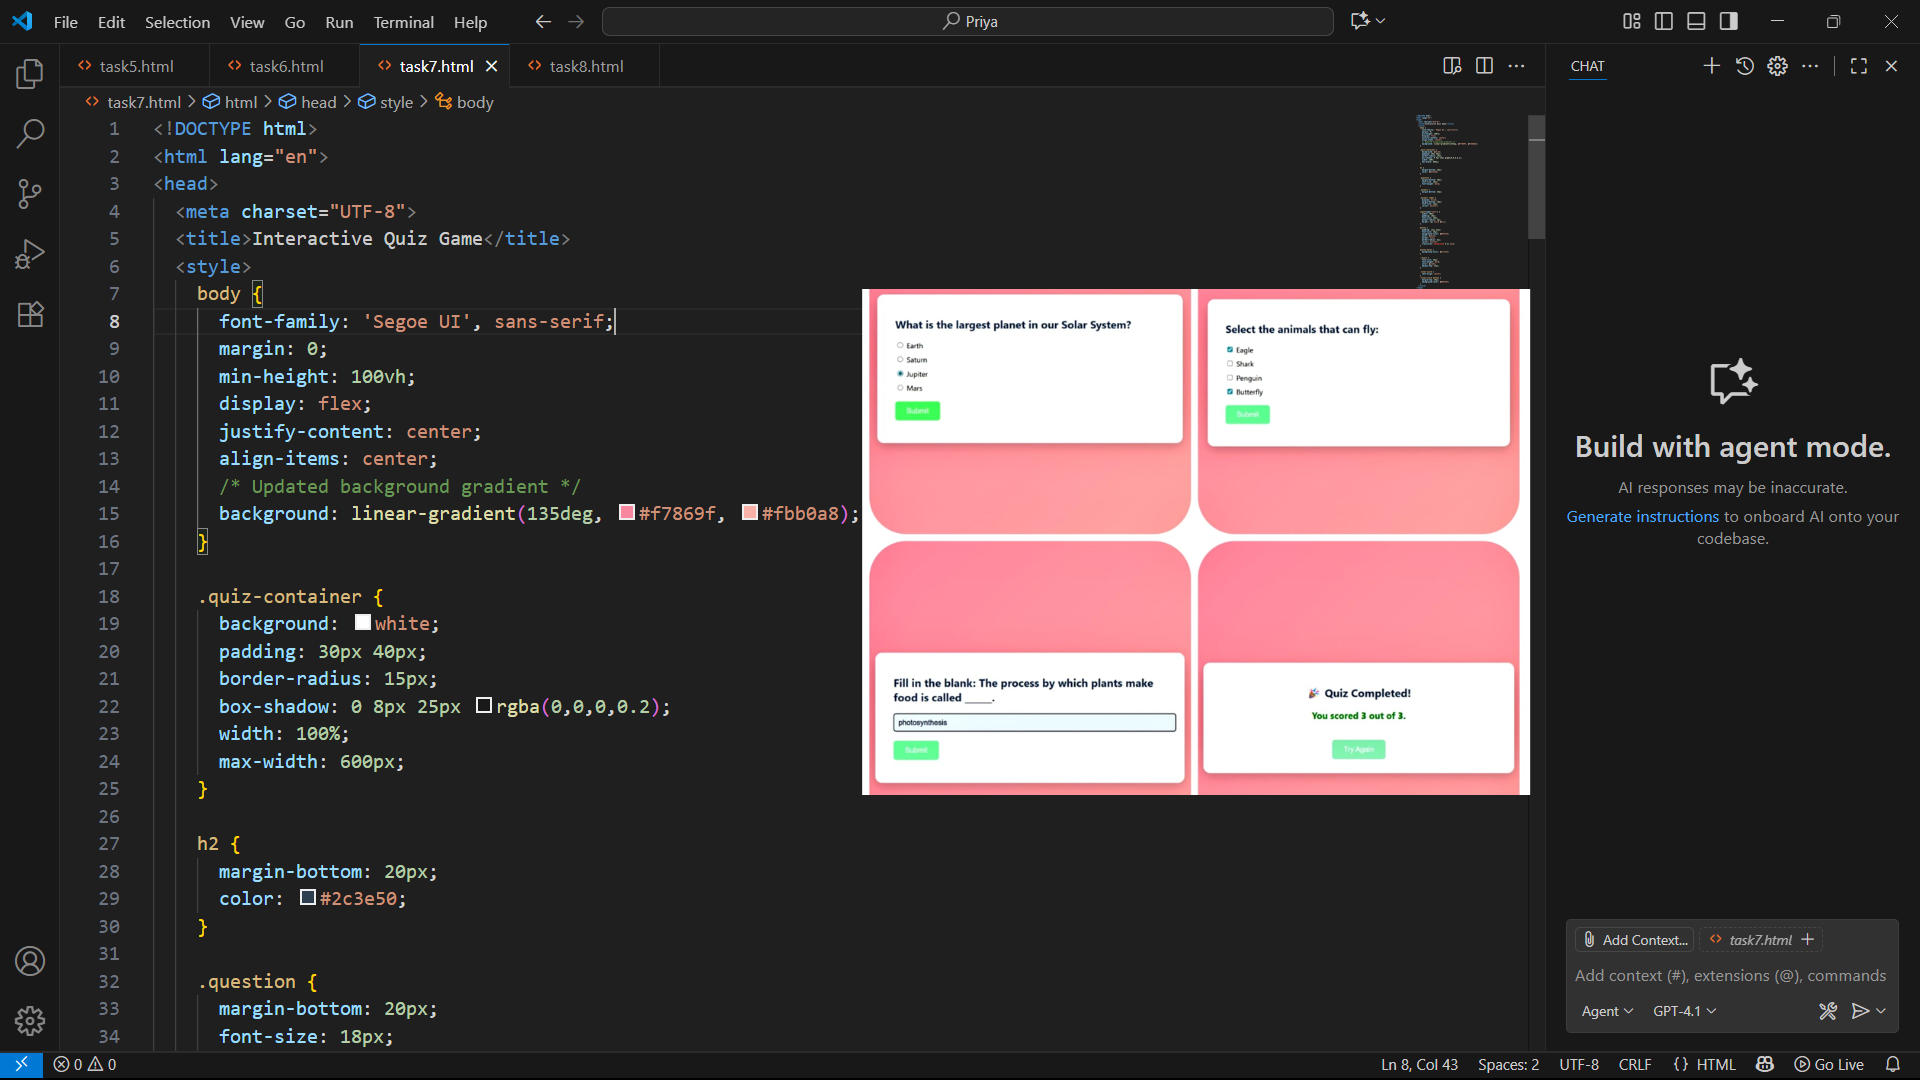 File Edit Selection View Go Run Terminal Help
Priya
task5.html
task6.html
task7.html
task8.html
task7.html > html > head > style > body
1 <!DOCTYPE html>
2 <html lang="en">
3 <head>
4 <meta charset="UTF-8">
5 <title>Interactive Quiz Game</title>
6 <style>
7 body {
8 font-family: 'Segoe UI', sans-serif;
9 margin: 0;
10 min-height: 100vh;
11 display: flex;
12 justify-content: center;
13 align-items: center;
14 /* Updated background gradient */
15 background: linear-gradient(135deg, #f7869f, #fbb0a8);
16 }
17
18 .quiz-container {
19 background: white;
20 padding: 30px 40px;
21 border-radius: 15px;
22 box-shadow: 0 8px 25px rgba(0,0,0,0.2);
23 width: 100%;
24 max-width: 600px;
25 }
26
27 h2 {
28 margin-bottom: 20px;
29 color: #2c3e50;
30 }
31
32 .question {
33 margin-bottom: 20px;
34 font-size: 18px;
What is the largest planet in our Solar System?
Earth
Saturn
Jupiter
Mars
Submit
Select the animals that can fly:
Eagle
Shark
Penguin
Butterfly
Submit
Fill in the blank: The process by which plants make
food is called _____.
photosynthesis
Submit
🎉 Quiz Completed!
You scored 3 out of 3.
Try Again
CHAT
Build with agent mode.
AI responses may be inaccurate.
Generate instructions to onboard AI onto your
codebase.
Add Context...
task7.html
Add context (#), extensions (@), commands
Agent
GPT-4.1
0 0
Ln 8, Col 43
Spaces: 2
UTF-8
CRLF
{} HTML
Go Live